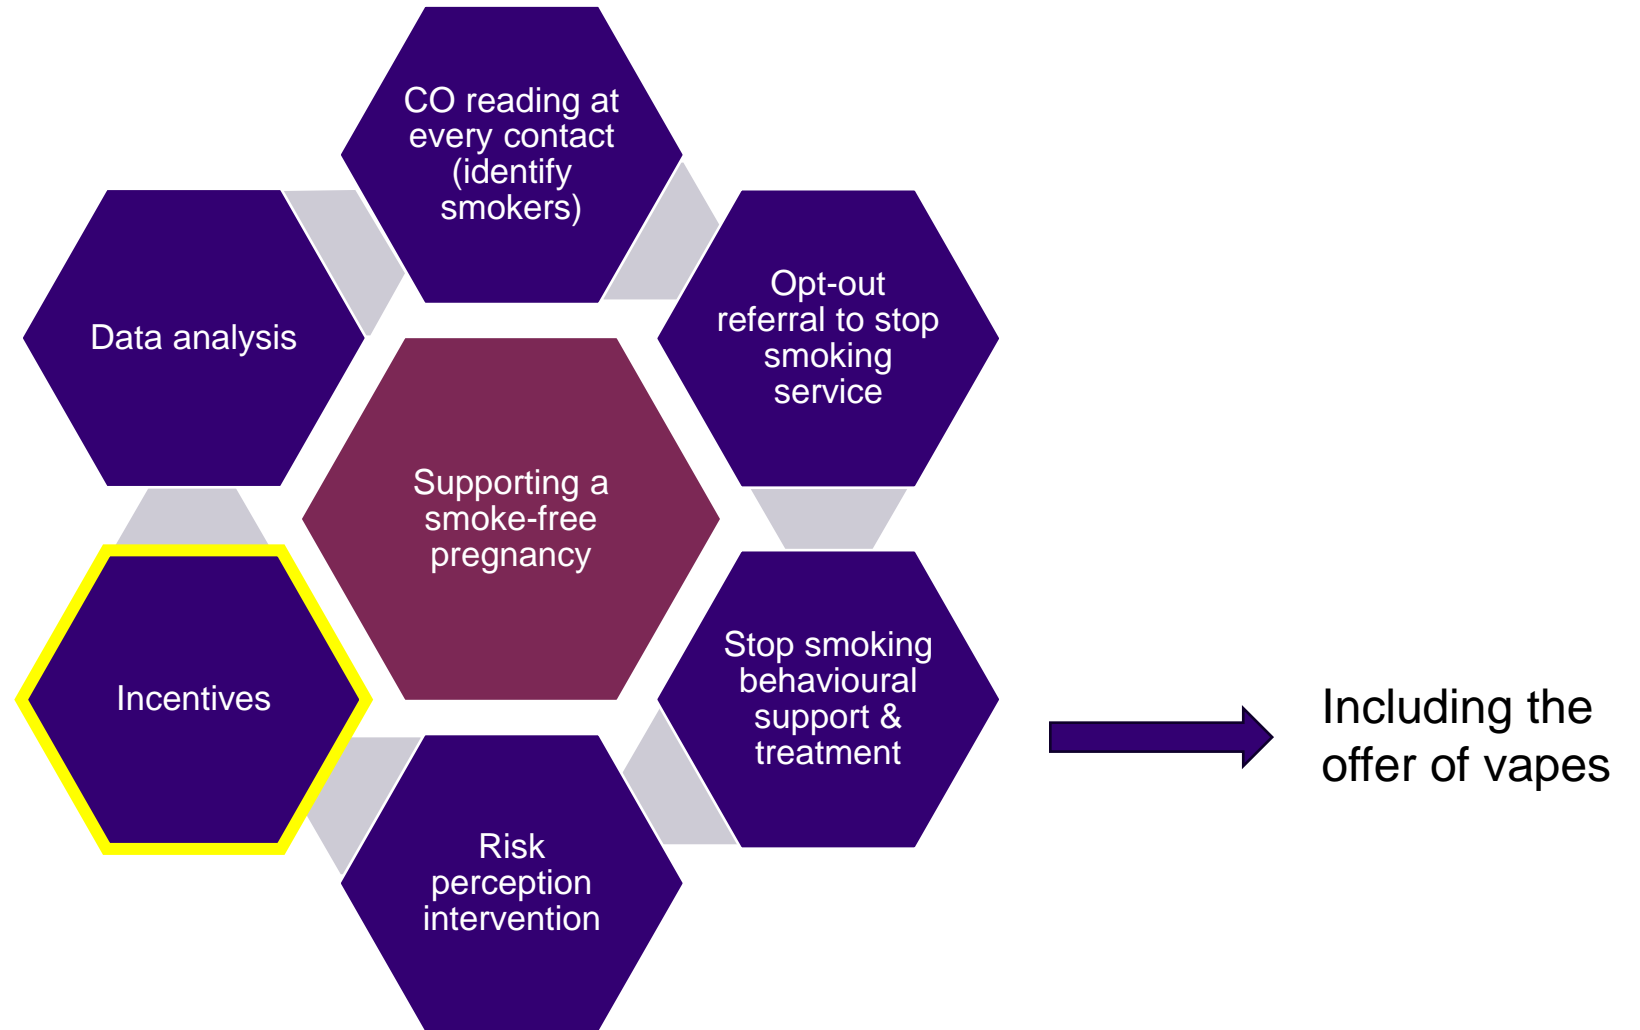 CO reading at
every contact
(identify
smokers)
Opt-out
referral to stop
smoking
service
Data analysis
Supporting a
smoke-free
pregnancy
Stop smoking
behavioural
support &
treatment
Including the
offer of vapes
Incentives
Risk
perception
intervention